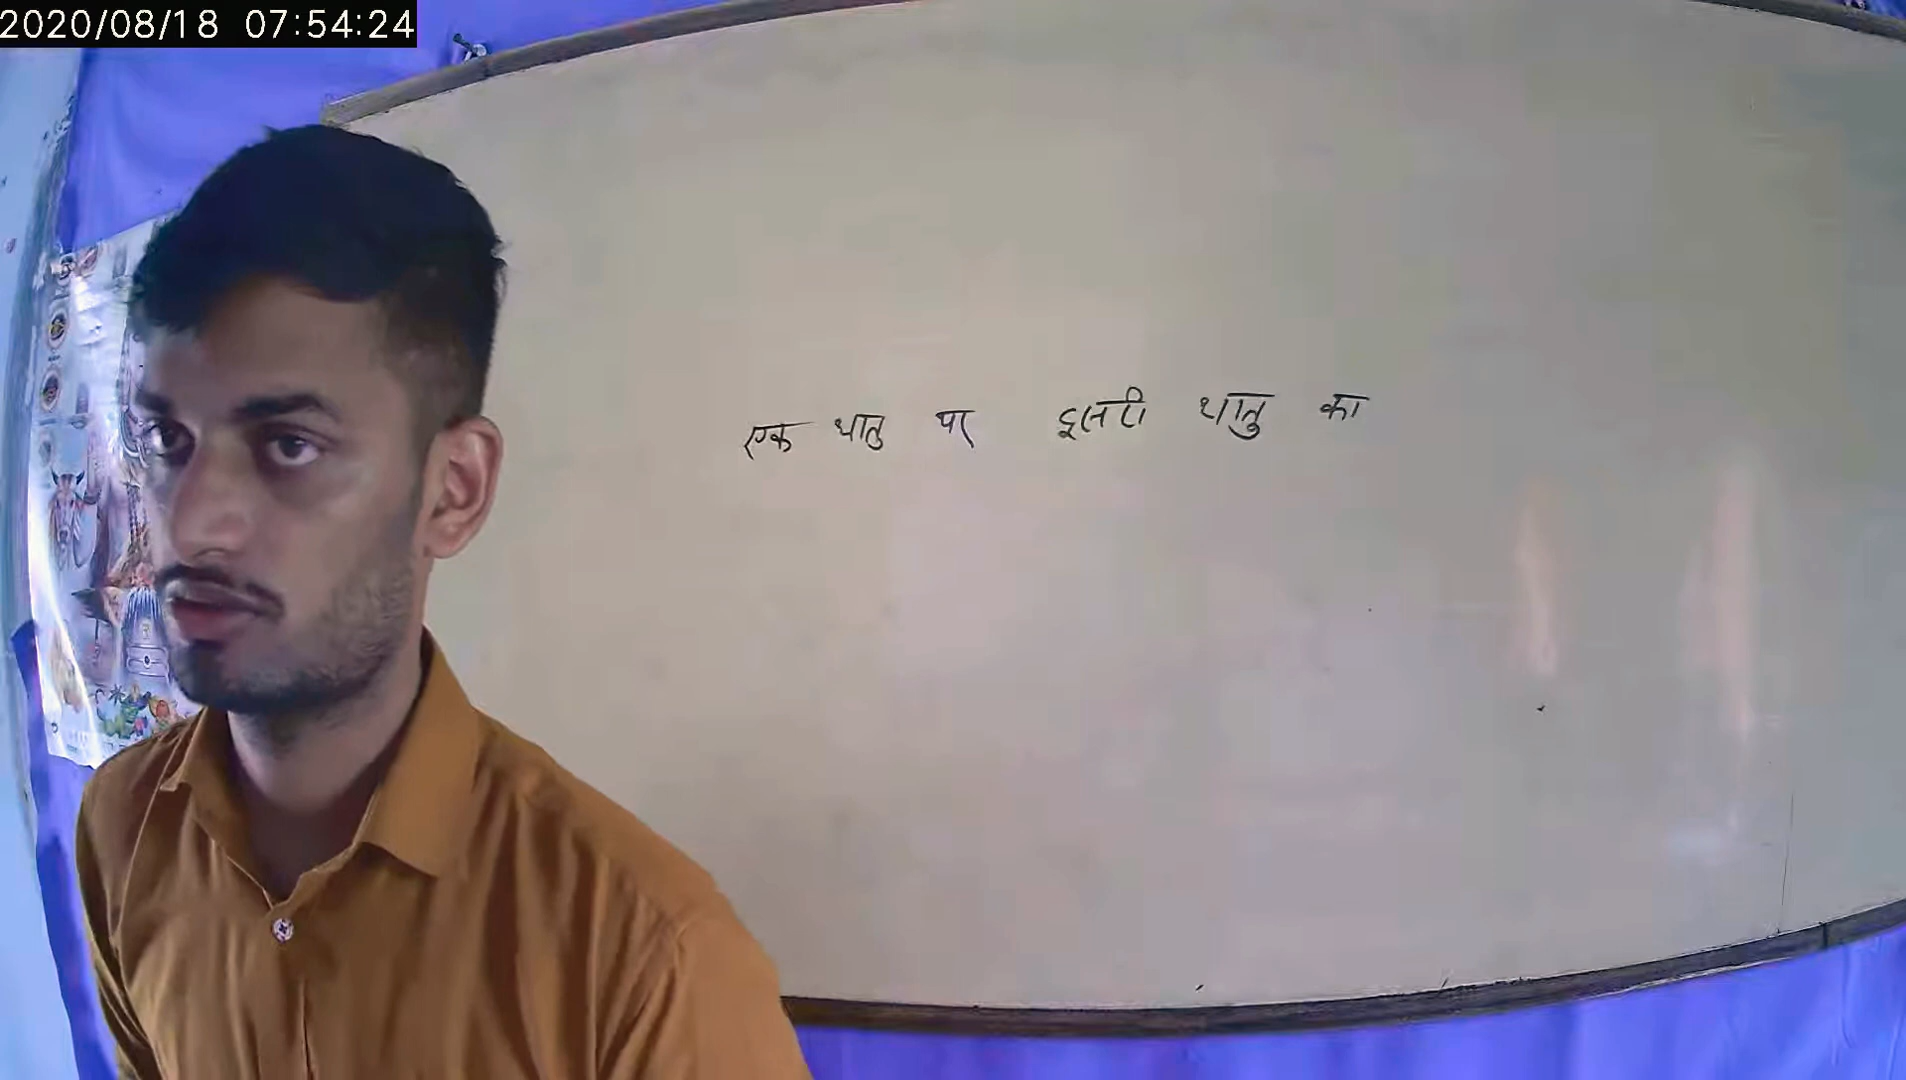 2020/08/18 07:54:24
एक धातु पर दूसरी धातु का